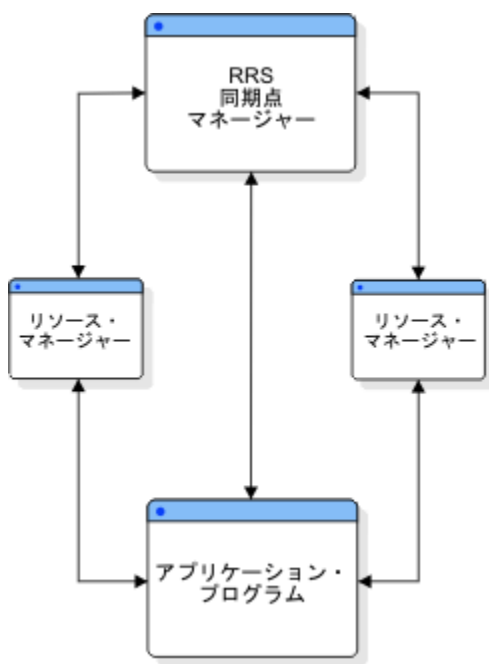 RRS
同期点
マネージャー
リソース・
マネージャー
リソース・
マネージャー
アプリケーション・
プログラム